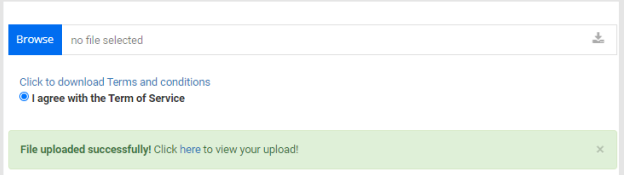 Browse no file selected
Click to download Terms and conditions
I agree with the Term of Service
File uploaded successfully! Click here to view your upload! ×